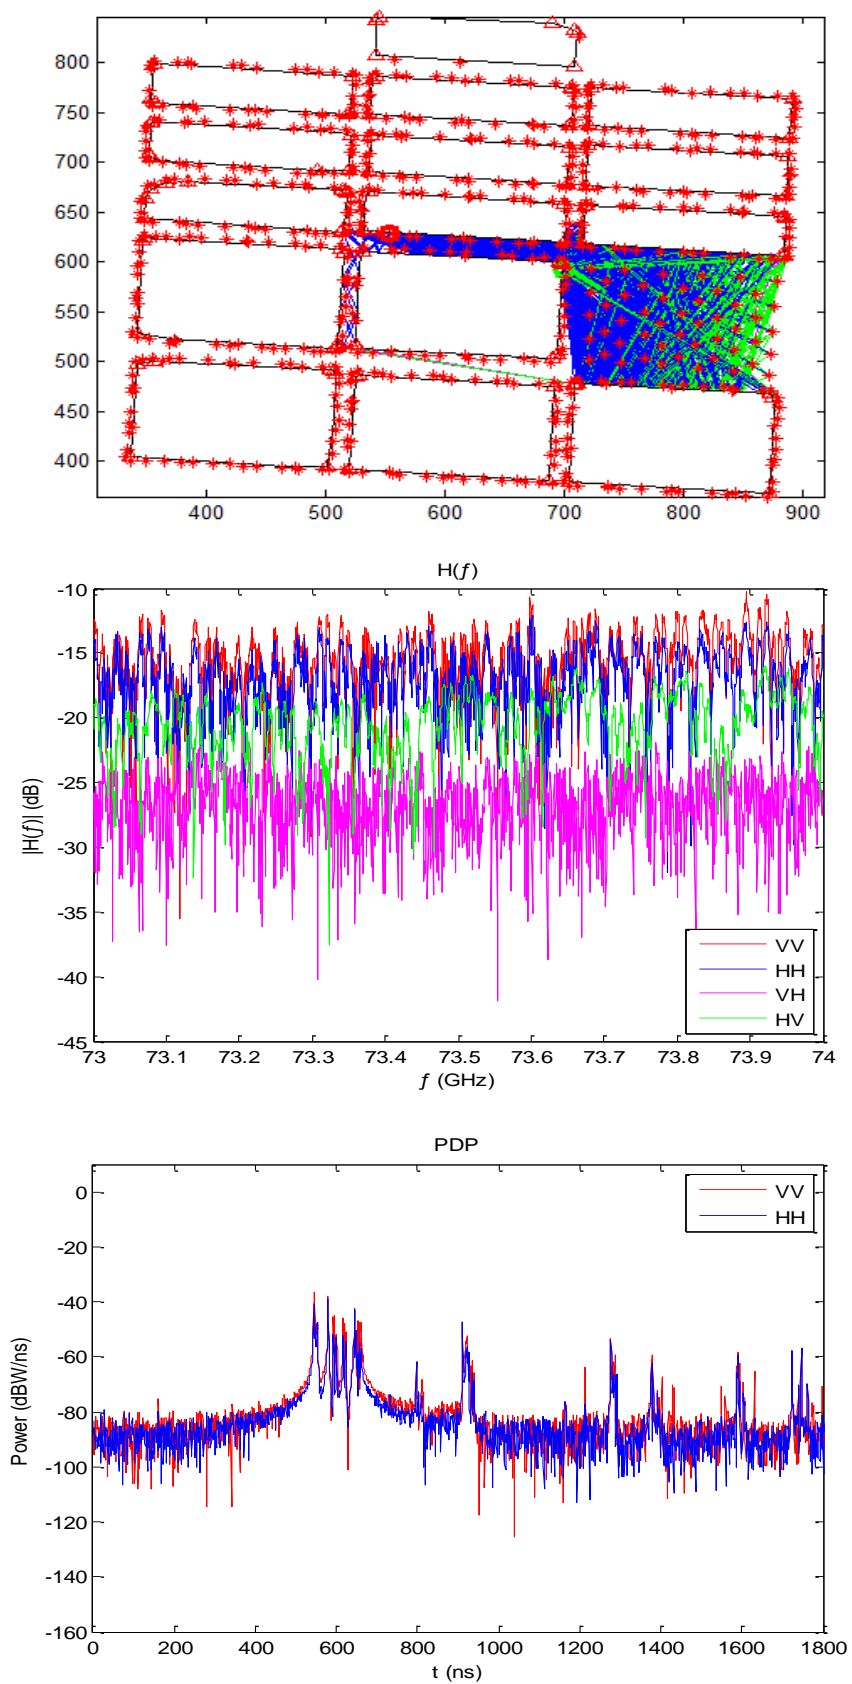 800
750
700
650
600
550
500
450
400
400 500 600 700 800 900
H(ƒ)
-10
-15
-20
-25
-30
-35
-40
-45
|H(ƒ)| (dB)
VV
HH
VH
HV
73 73.1 73.2 73.3 73.4 73.5 73.6 73.7 73.8 73.9 74
ƒ (GHz)
PDP
0
-20
-40
-60
-80
-100
-120
-140
-160
Power (dBW/ns)
VV
HH
0 200 400 600 800 1000 1200 1400 1600 1800
t (ns)